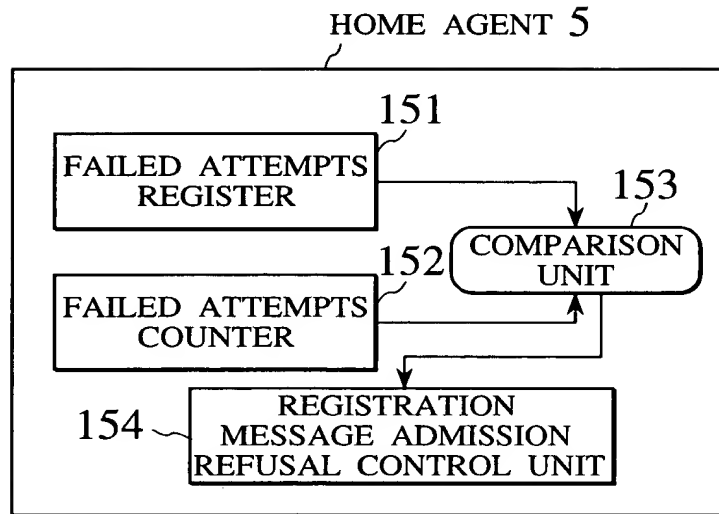 HOME AGENT 5
151
FAILED ATTEMPTS
REGISTER
153
COMPARISON
UNIT
152
FAILED ATTEMPTS
COUNTER
154
REGISTRATION
MESSAGE ADMISSION
REFUSAL CONTROL UNIT